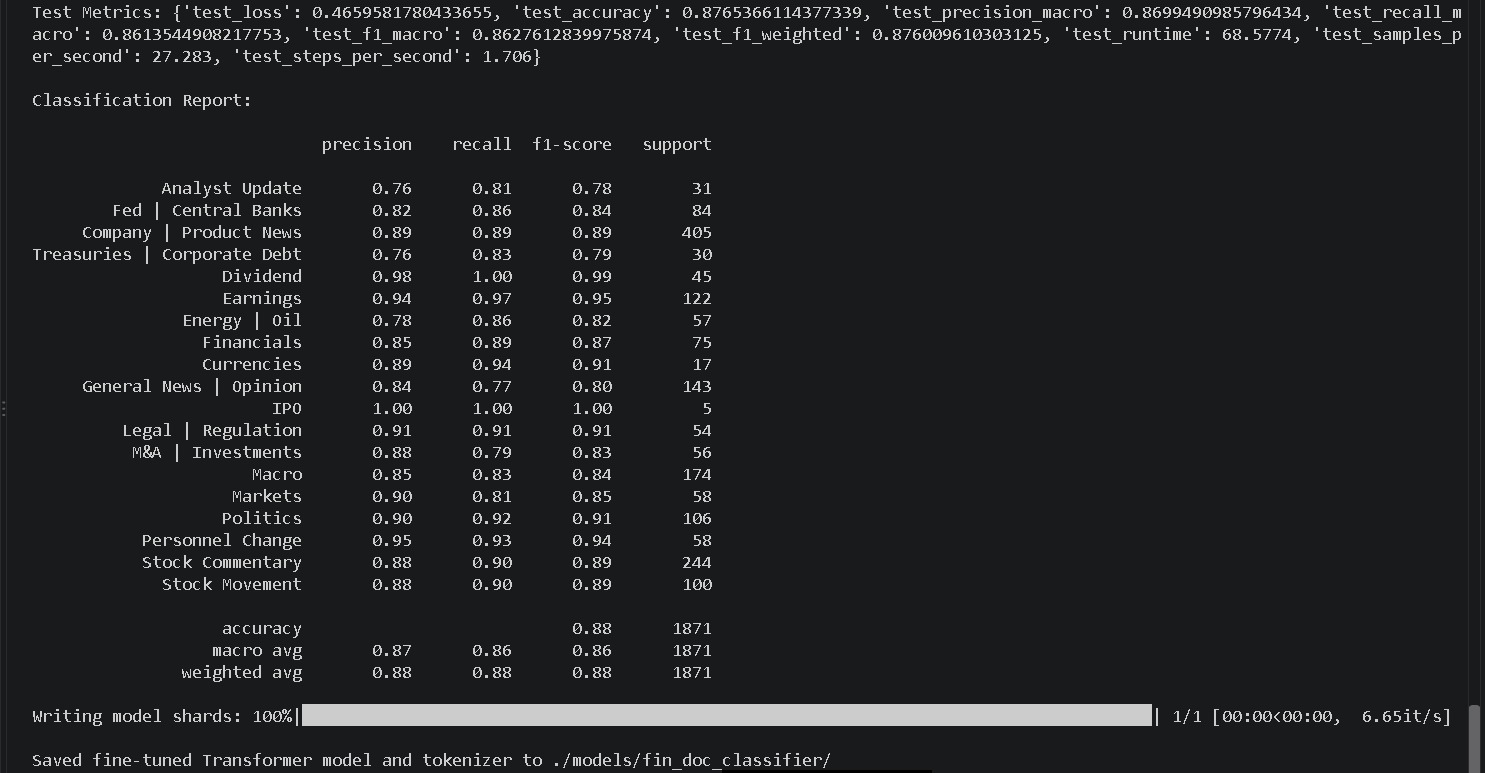 Test Metrics: {'test_loss': 0.4659581780433655, 'test_accuracy': 0.8765366114377339, 'test_precision_macro': 0.8699490985796434, 'test_recall_m
acro': 0.8613544908217753, 'test_f1_macro': 0.8627612839975874, 'test_f1_weighted': 0.876009610303125, 'test_runtime': 68.5774, 'test_samples_p
er_second': 27.283, 'test_steps_per_second': 1.706}
Classification Report:
precision recall f1-score support
Analyst Update 0.76 0.81 0.78 31
Fed | Central Banks 0.82 0.86 0.84 84
Company | Product News 0.89 0.89 0.89 405
Treasuries | Corporate Debt 0.76 0.83 0.79 30
Dividend 0.98 1.00 0.99 45
Earnings 0.94 0.97 0.95 122
Energy | Oil 0.78 0.86 0.82 57
Financials 0.85 0.89 0.87 75
Currencies 0.89 0.94 0.91 17
General News | Opinion 0.84 0.77 0.80 143
IPO 1.00 1.00 1.00 5
Legal | Regulation 0.91 0.91 0.91 54
M&A | Investments 0.88 0.79 0.83 56
Macro 0.85 0.83 0.84 174
Markets 0.90 0.81 0.85 58
Politics 0.90 0.92 0.91 106
Personnel Change 0.95 0.93 0.94 58
Stock Commentary 0.88 0.90 0.89 244
Stock Movement 0.88 0.90 0.89 100
accuracy 0.88 1871
macro avg 0.87 0.86 0.86 1871
weighted avg 0.88 0.88 0.88 1871
Writing model shards: 100%| | 1/1 [00:00<00:00, 6.65it/s]
Saved fine-tuned Transformer model and tokenizer to ./models/fin_doc_classifier/